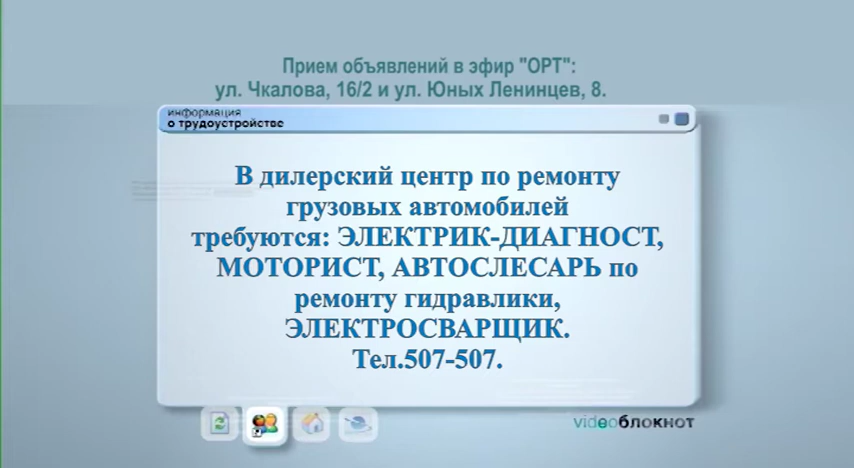 Прием объявлений в эфир "ОРТ":
ул. Чкалова, 16/2 и ул. Юных Ленинцев, 8.
информация
о трудоустройстве
В дилерский центр по ремонту
грузовых автомобилей
требуются: ЭЛЕКТРИК-ДИАГНОСТ,
МОТОРИСТ, АВТОСЛЕСАРЬ по
ремонту гидравлики,
ЭЛЕКТРОСВАРЩИК.
Тел.507-507.
videoблокнот